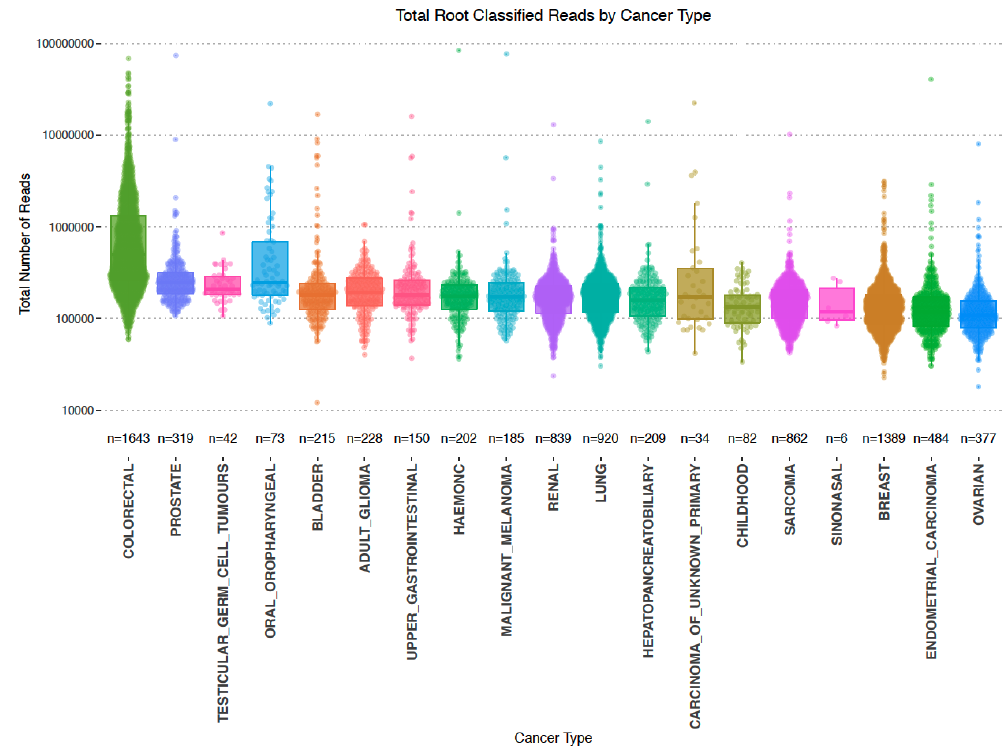 Total Root Classified Reads by Cancer Type
Total Number of Reads
100000000
10000000
1000000
100000
10000
n=1643 n=319 n=42 n=73 n=215 n=228 n=150 n=202 n=185 n=839 n=920 n=209 n=34 n=82 n=862 n=6 n=1389 n=484 n=377
COLORECTAL
PROSTATE
TESTICULAR_GERM_CELL_TUMOURS
ORAL_OROPHARYNGEAL
BLADDER
ADULT_GLIOMA
UPPER_GASTROINTESTINAL
HAEMONC
MALIGNANT_MELANOMA
RENAL
LUNG
HEPATOPANCREATOBILIARY
CARCINOMA_OF_UNKNOWN_PRIMARY
CHILDHOOD
SARCOMA
SINONASAL
BREAST
ENDOMETRIAL_CARCINOMA
OVARIAN
Cancer Type